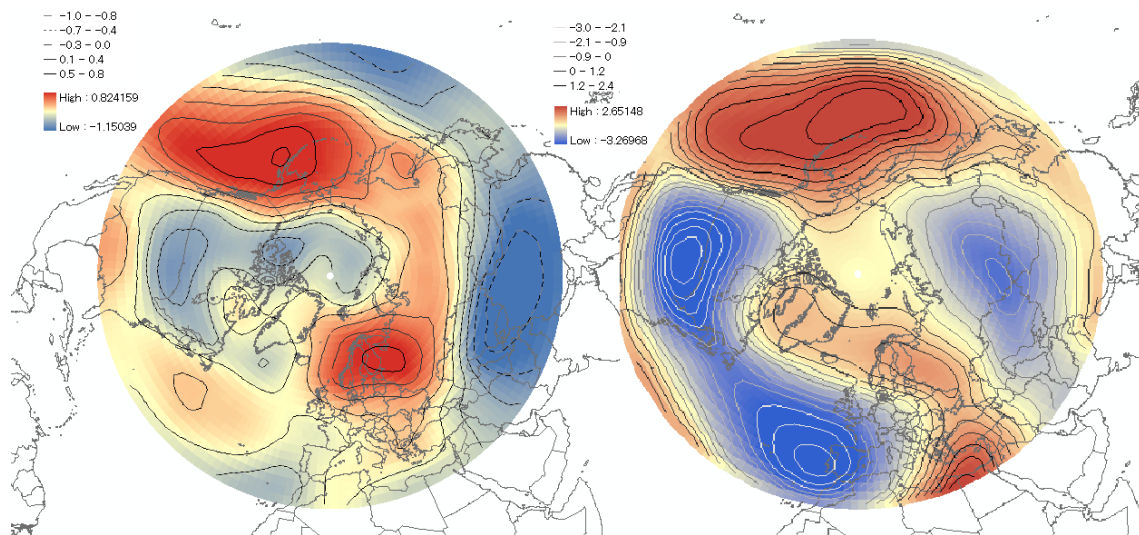 -1.0 - -0.8
-0.7 - -0.4
-0.3 - 0.0
0.1 - 0.4
0.5 - 0.8
High : 0.824159
Low : -1.15039
-3.0 - -2.1
-2.1 - -0.9
-0.9 - 0
0 - 1.2
1.2 - 2.4
High : 2.65148
Low : -3.26968